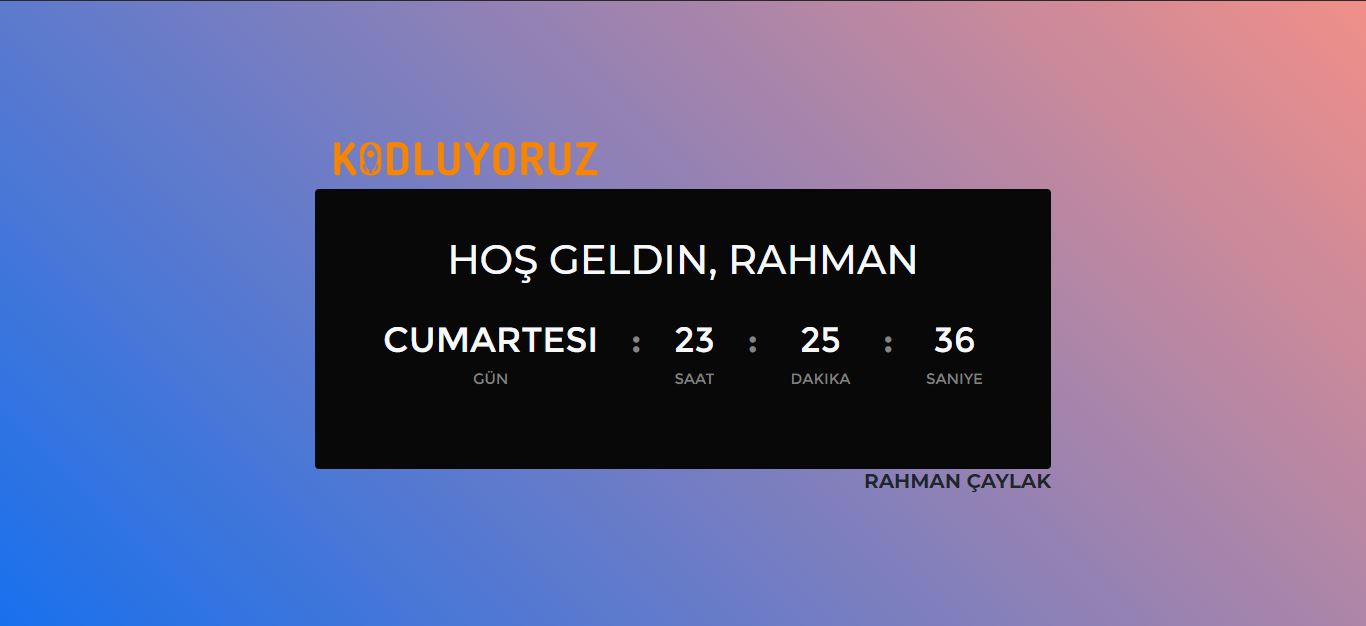 KODLUYORUZ
HOŞ GELDIN, RAHMAN
CUMARTESI : 23 : 25 : 36
GÜN SAAT DAKIKA SANIYE
RAHMAN ÇAYLAK